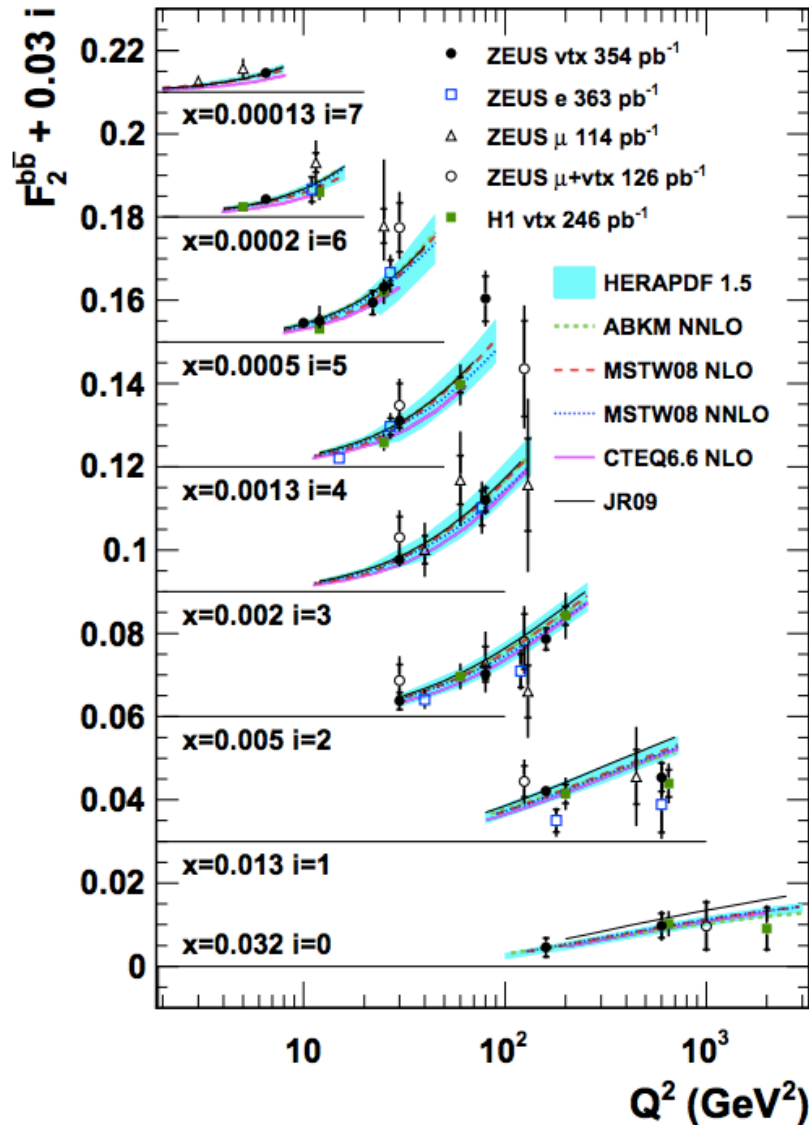 F₂^{bb̄} + 0.03 i
0.22
0.2
0.18
0.16
0.14
0.12
0.1
0.08
0.06
0.04
0.02
0
ZEUS vtx 354 pb⁻¹
ZEUS e 363 pb⁻¹
ZEUS μ 114 pb⁻¹
ZEUS μ+vtx 126 pb⁻¹
H1 vtx 246 pb⁻¹
HERAPDF 1.5
ABKM NNLO
MSTW08 NLO
MSTW08 NNLO
CTEQ6.6 NLO
JR09
x=0.00013 i=7
x=0.0002 i=6
x=0.0005 i=5
x=0.0013 i=4
x=0.002 i=3
x=0.005 i=2
x=0.013 i=1
x=0.032 i=0
10
10²
10³
Q² (GeV²)